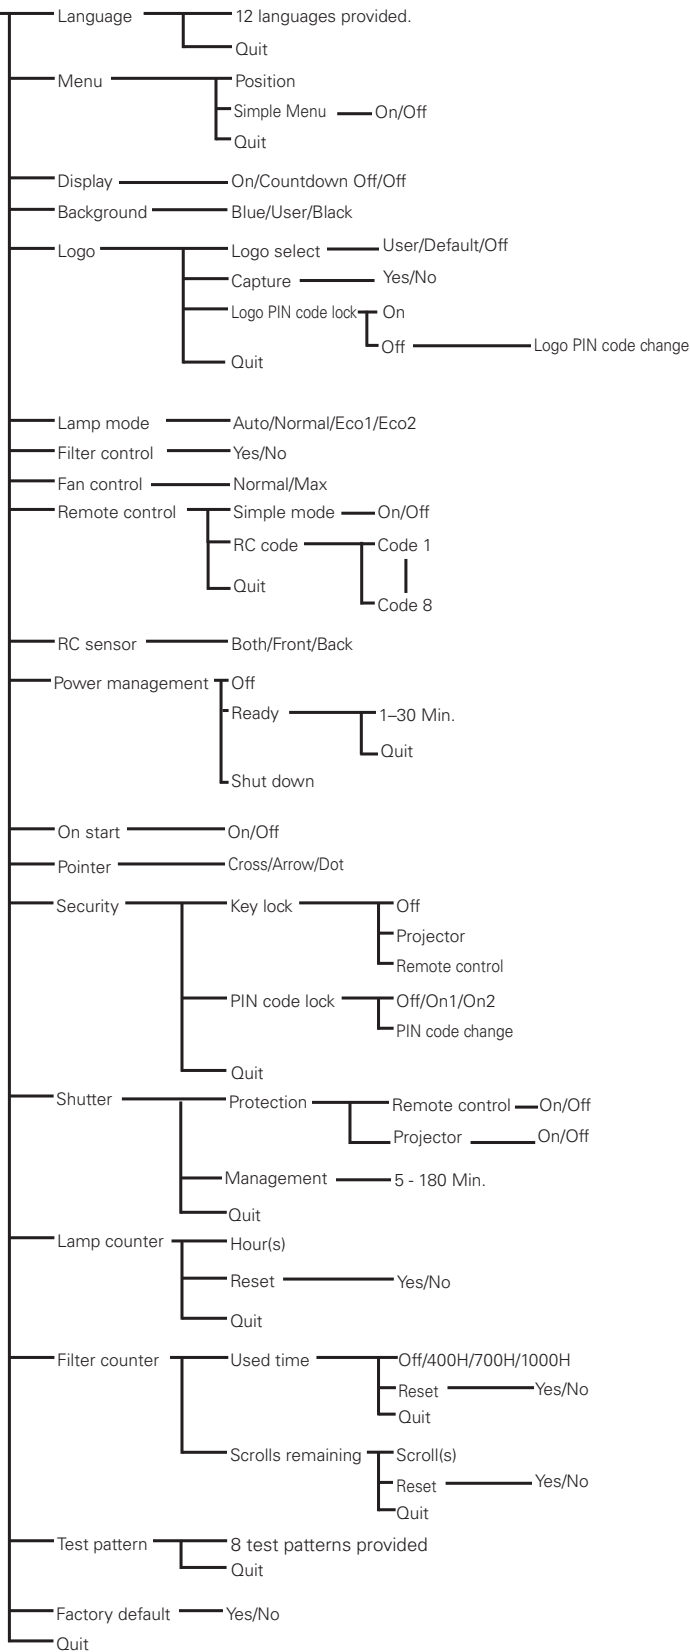 Language 12 languages provided.
Quit
Menu Position
Simple Menu On/Off
Quit
Display On/Countdown Off/Off
Background Blue/User/Black
Logo Logo select User/Default/Off
Capture Yes/No
Logo PIN code lock On
Off Logo PIN code change
Quit
Lamp mode Auto/Normal/Eco1/Eco2
Filter control Yes/No
Fan control Normal/Max
Remote control Simple mode On/Off
RC code Code 1
Quit
Code 8
RC sensor Both/Front/Back
Power management Off
Ready 1–30 Min.
Quit
Shut down
On start On/Off
Pointer Cross/Arrow/Dot
Security Key lock Off
Projector
Remote control
PIN code lock Off/On1/On2
PIN code change
Quit
Shutter Protection Remote control On/Off
Projector On/Off
Management 5 - 180 Min.
Quit
Lamp counter Hour(s)
Reset Yes/No
Quit
Filter counter Used time Off/400H/700H/1000H
Reset Yes/No
Quit
Scrolls remaining Scroll(s)
Reset Yes/No
Quit
Test pattern 8 test patterns provided
Quit
Factory default Yes/No
Quit